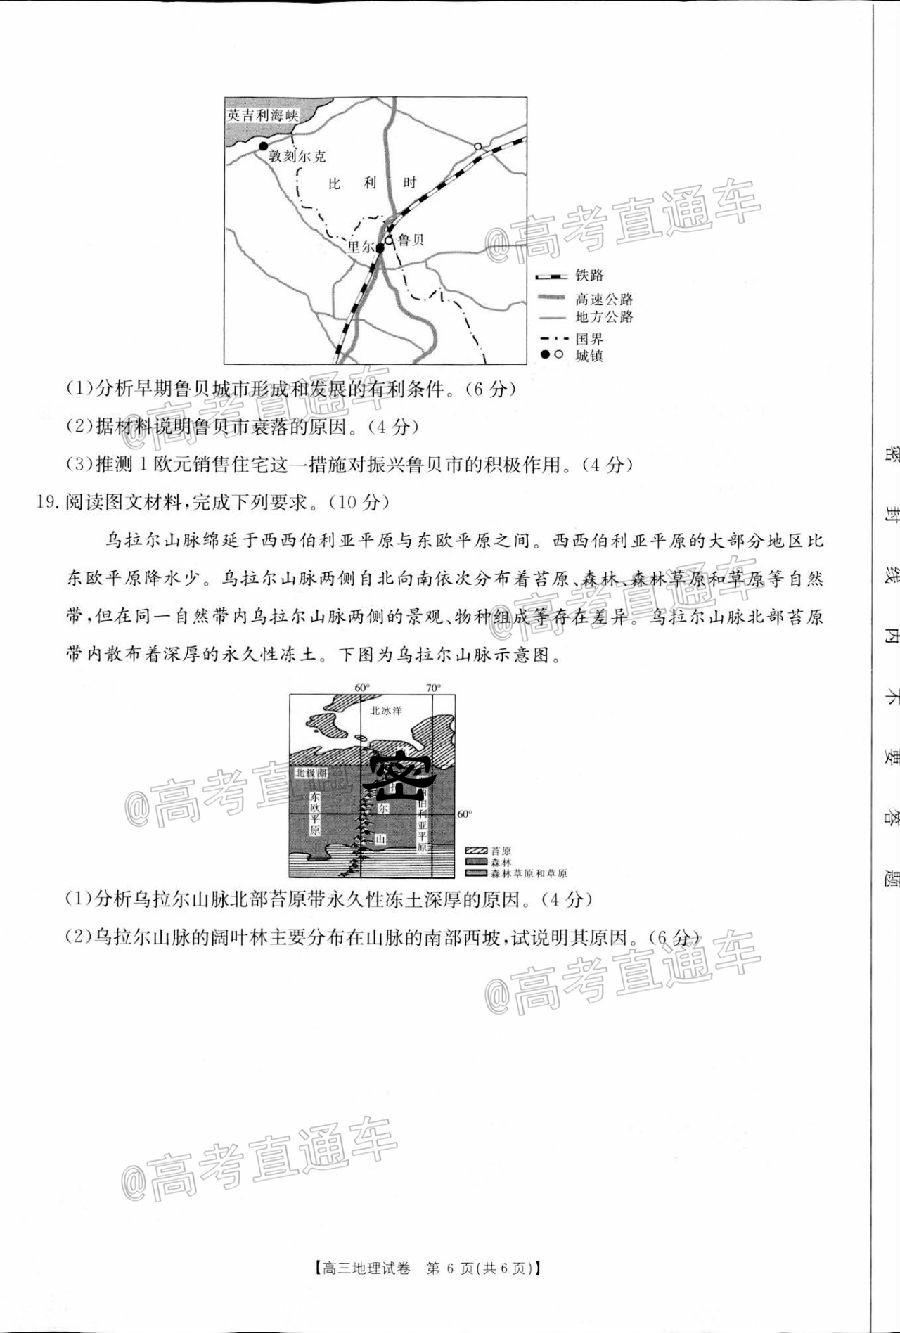 英吉利海峡
敦刻尔克
比利时
里尔
鲁贝
铁路
高速公路
地方公路
国界
城镇
@高考直通车
(1)分析早期鲁贝城市形成和发展的有利条件。(6分)
@高考直通车
(2)据材料说明鲁贝市衰落的原因。(4分)
(3)推测1欧元销售住宅这一措施对振兴鲁贝市的积极作用。(4分)
19.阅读图文材料,完成下列要求。(10分)
乌拉尔山脉绵延于西西伯利亚平原与东欧平原之间。西西伯利亚平原的大部分地区比
东欧平原降水少。乌拉尔山脉两侧自北向南依次分布着苔原、森林、森林草原和草原等自然
带,但在同一自然带内乌拉尔山脉两侧的景观、物种组成等存在差异。乌拉尔山脉北部苔原
带内散布着深厚的永久性冻土。下图为乌拉尔山脉示意图。
@高考直通车
60° 70°
北冰洋
北极圈
密
东欧平原
尔
山
伯利亚平原
60°
苔原
森林
森林草原和草原
@高考直通车
(1)分析乌拉尔山脉北部苔原带永久性冻土深厚的原因。(4分)
(2)乌拉尔山脉的阔叶林主要分布在山脉的南部西坡,试说明其原因。(6分)
@高考直通车
@高考直通车
【高三地理试卷 第6页(共6页)】
密封线内不要答题